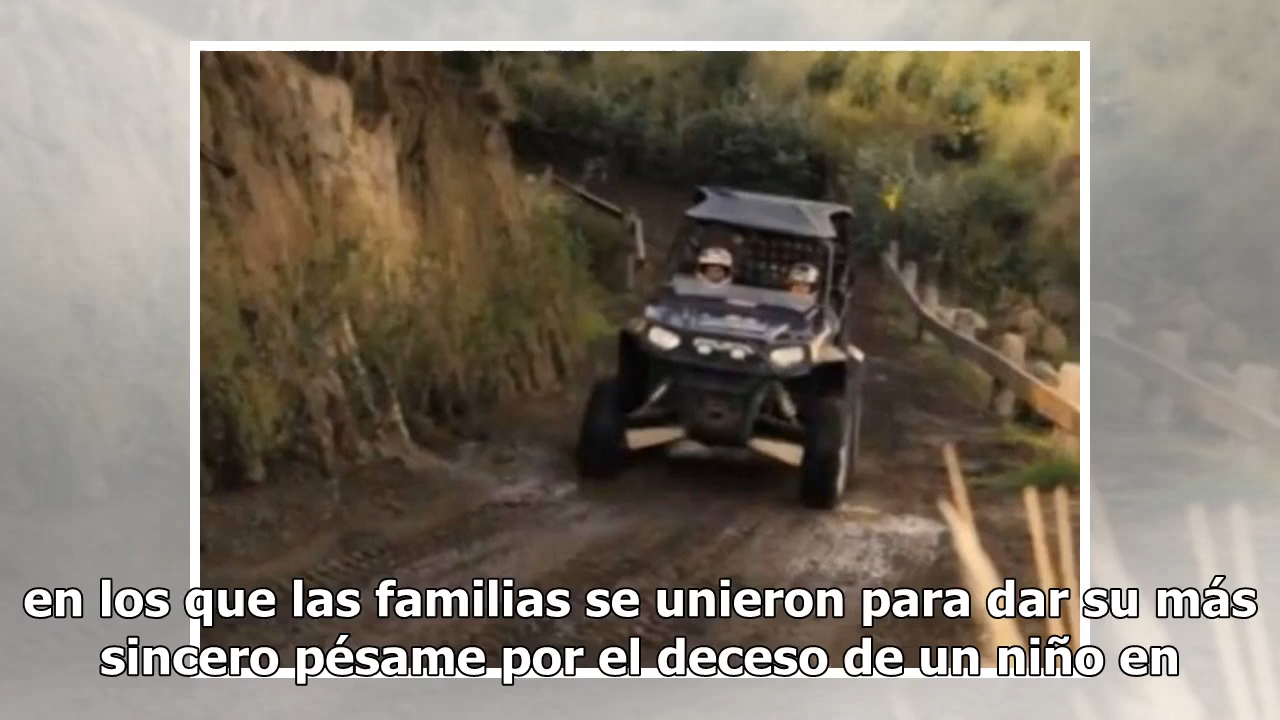 en los que las familias se unieron para dar su más
sincero pésame por el deceso de un niño en